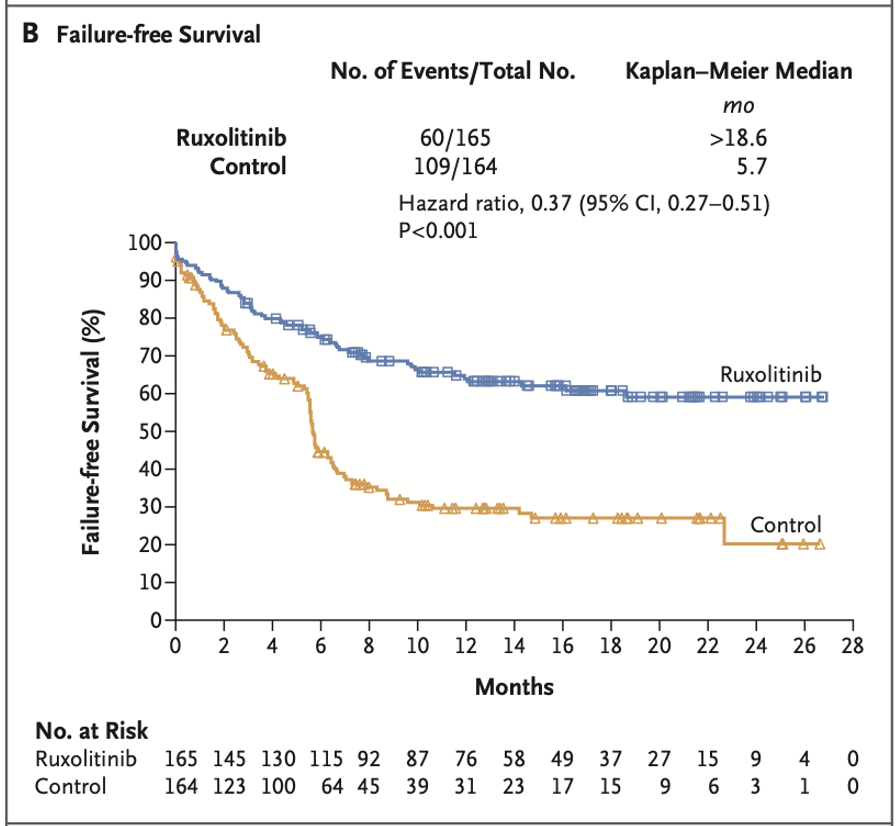 B Failure-free Survival
No. of Events/Total No. Kaplan–Meier Median
mo
Ruxolitinib 60/165 >18.6
Control 109/164 5.7
Hazard ratio, 0.37 (95% CI, 0.27–0.51)
P<0.001
Failure-free Survival (%)
100
90
80
70
60
50
40
30
20
10
0
Ruxolitinib
Control
0 2 4 6 8 10 12 14 16 18 20 22 24 26 28
Months
No. at Risk
Ruxolitinib 165 145 130 115 92 87 76 58 49 37 27 15 9 4 0
Control 164 123 100 64 45 39 31 23 17 15 9 6 3 1 0